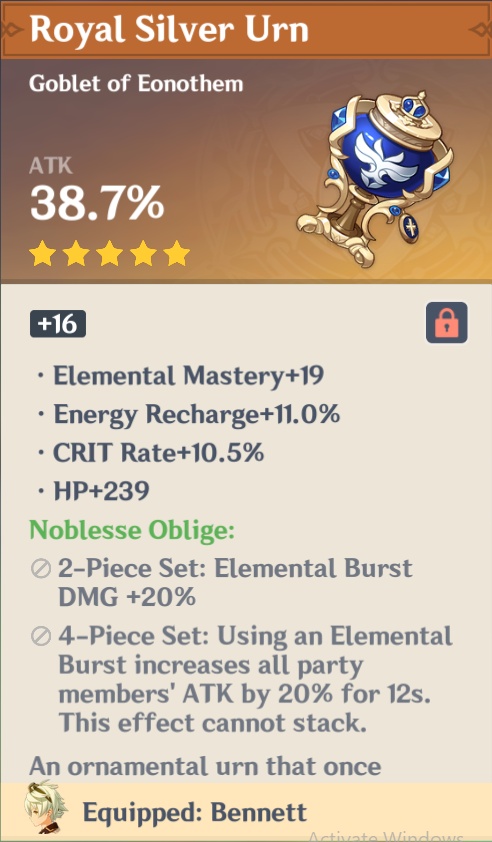 Royal Silver Urn
Goblet of Eonothem
ATK
38.7%
+16
· Elemental Mastery+19
· Energy Recharge+11.0%
· CRIT Rate+10.5%
· HP+239
Noblesse Oblige:
2-Piece Set: Elemental Burst
DMG +20%
4-Piece Set: Using an Elemental
Burst increases all party
members' ATK by 20% for 12s.
This effect cannot stack.
An ornamental urn that once
Equipped: Bennett
Activate Windows